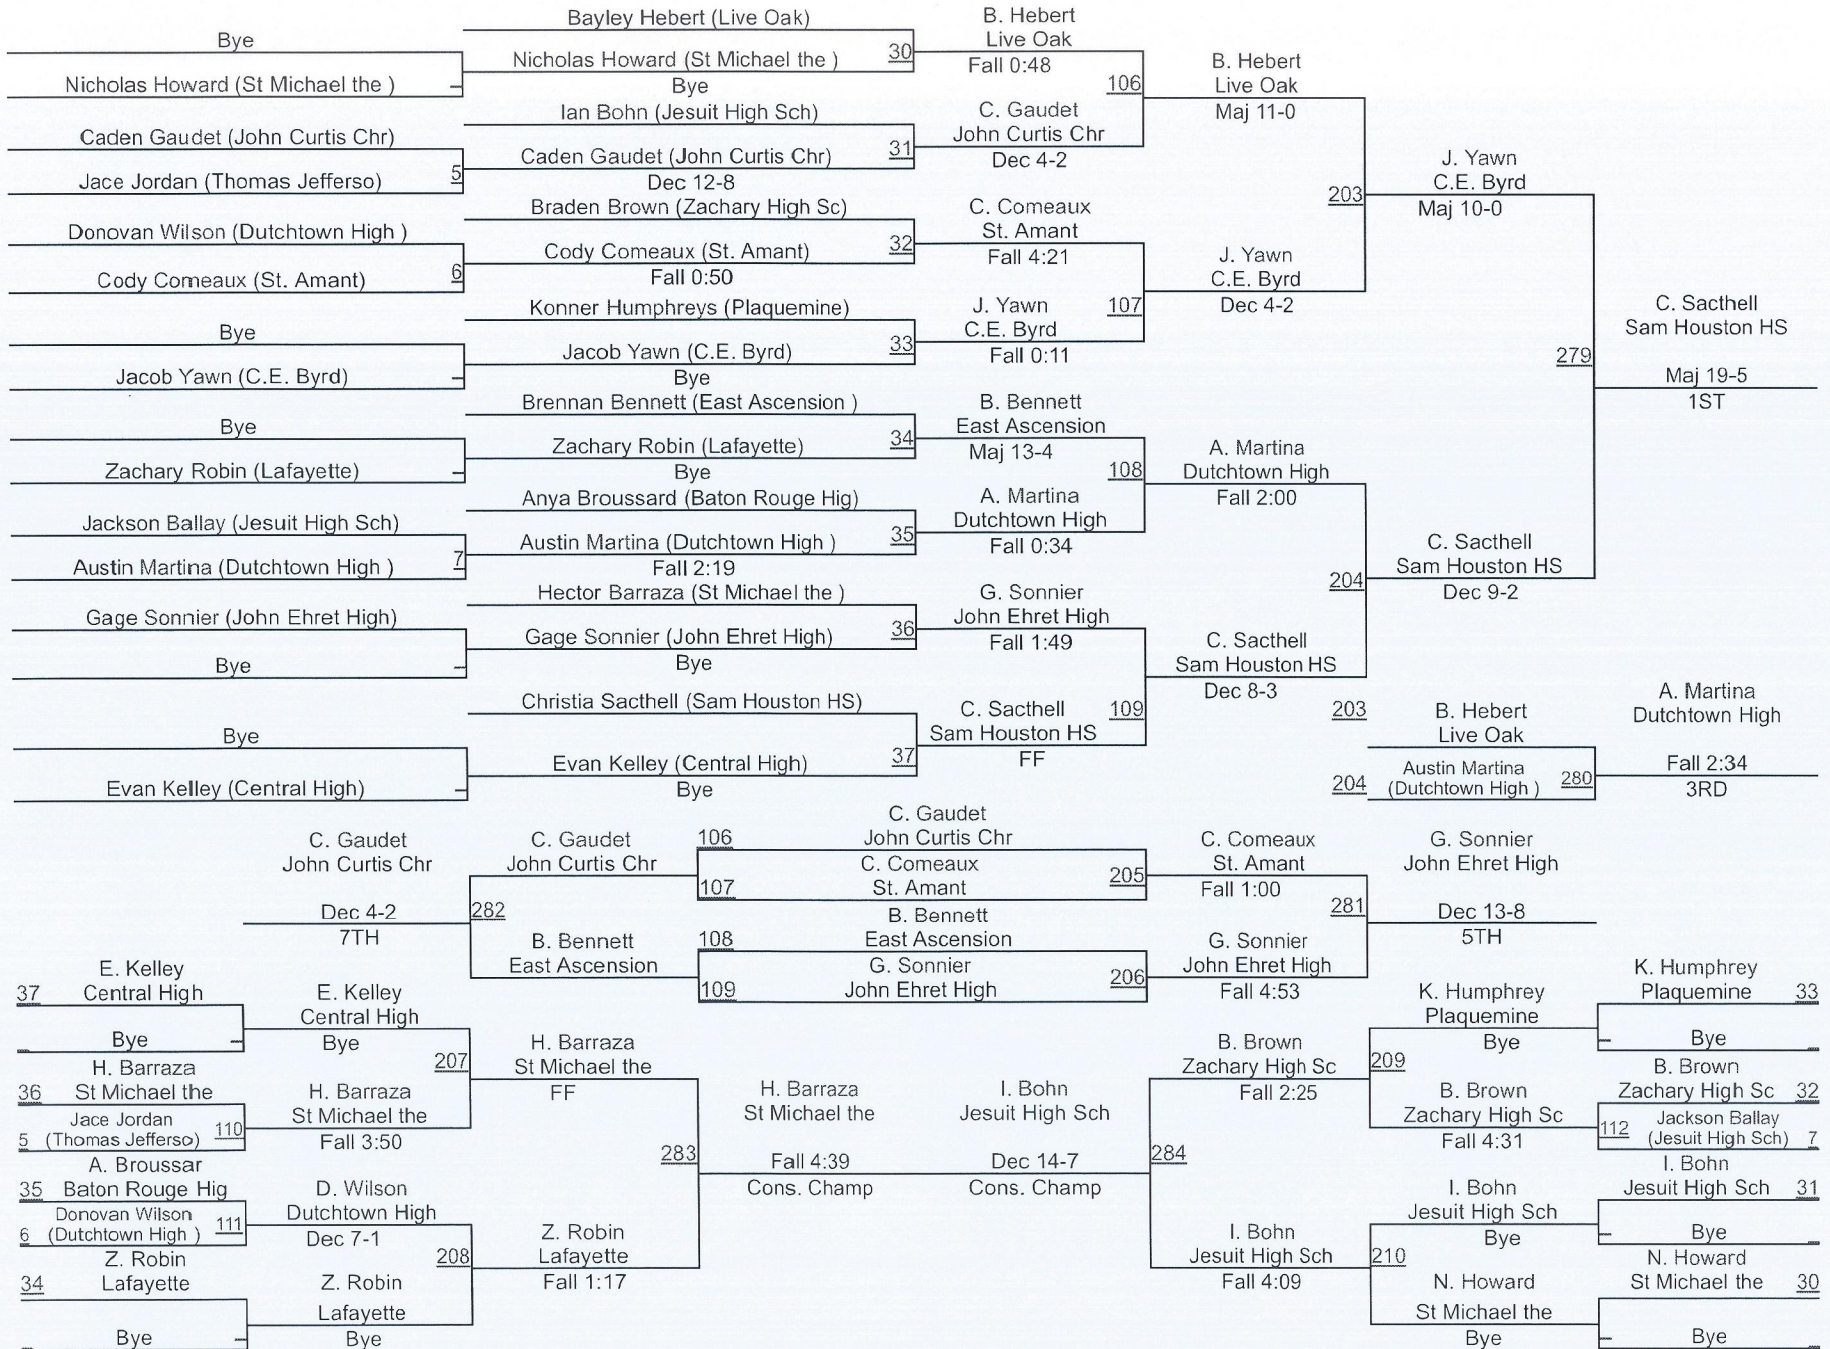 Bye
Nicholas Howard (St Michael the )
Caden Gaudet (John Curtis Chr)
5
Jace Jordan (Thomas Jefferso)
Donovan Wilson (Dutchtown High )
6
Cody Comeaux (St. Amant)
Bye
Jacob Yawn (C.E. Byrd)
Bye
Zachary Robin (Lafayette)
Jackson Ballay (Jesuit High Sch)
7
Austin Martina (Dutchtown High )
Gage Sonnier (John Ehret High)
Bye
Bye
Evan Kelley (Central High)
Bayley Hebert (Live Oak)
30
Nicholas Howard (St Michael the )
Bye
Ian Bohn (Jesuit High Sch)
31
Caden Gaudet (John Curtis Chr)
Dec 12-8
Braden Brown (Zachary High Sc)
32
Cody Comeaux (St. Amant)
Fall 0:50
Konner Humphreys (Plaquemine)
33
Jacob Yawn (C.E. Byrd)
Bye
Brennan Bennett (East Ascension )
34
Zachary Robin (Lafayette)
Bye
Anya Broussard (Baton Rouge Hig)
35
Austin Martina (Dutchtown High )
Fall 2:19
Hector Barraza (St Michael the )
36
Gage Sonnier (John Ehret High)
Bye
Christia Sacthell (Sam Houston HS)
37
Evan Kelley (Central High)
Bye
B. Hebert
Live Oak
Fall 0:48
106
C. Gaudet
John Curtis Chr
Dec 4-2
C. Comeaux
St. Amant
Fall 4:21
107
J. Yawn
C.E. Byrd
Fall 0:11
B. Bennett
East Ascension
Maj 13-4
108
A. Martina
Dutchtown High
Fall 0:34
G. Sonnier
John Ehret High
Fall 1:49
109
C. Sacthell
Sam Houston HS
FF
B. Hebert
Live Oak
Maj 11-0
203
J. Yawn
C.E. Byrd
Dec 4-2
A. Martina
Dutchtown High
Fall 2:00
204
C. Sacthell
Sam Houston HS
Dec 8-3
J. Yawn
C.E. Byrd
Maj 10-0
279
C. Sacthell
Sam Houston HS
Dec 9-2
C. Sacthell
Sam Houston HS
Maj 19-5
1ST
203
B. Hebert
Live Oak
204
Austin Martina
(Dutchtown High )
280
A. Martina
Dutchtown High
Fall 2:34
3RD
C. Gaudet
John Curtis Chr
Dec 4-2
7TH
C. Gaudet
John Curtis Chr
282
B. Bennett
East Ascension
106
C. Gaudet
John Curtis Chr
107
C. Comeaux
St. Amant
205
108
B. Bennett
East Ascension
109
G. Sonnier
John Ehret High
206
C. Comeaux
St. Amant
Fall 1:00
281
G. Sonnier
John Ehret High
Fall 4:53
G. Sonnier
John Ehret High
Dec 13-8
5TH
37
E. Kelley
Central High
Bye
36
H. Barraza
St Michael the
5
Jace Jordan
(Thomas Jefferso)
110
35
A. Broussar
Baton Rouge Hig
6
Donovan Wilson
(Dutchtown High )
111
34
Z. Robin
Lafayette
Bye
E. Kelley
Central High
Bye
207
H. Barraza
St Michael the
Fall 3:50
D. Wilson
Dutchtown High
Dec 7-1
208
Z. Robin
Lafayette
Bye
H. Barraza
St Michael the
FF
283
Z. Robin
Lafayette
Fall 1:17
H. Barraza
St Michael the
Fall 4:39
Cons. Champ
I. Bohn
Jesuit High Sch
Dec 14-7
Cons. Champ
B. Brown
Zachary High Sc
Fall 2:25
284
I. Bohn
Jesuit High Sch
Fall 4:09
K. Humphrey
Plaquemine
Bye
209
B. Brown
Zachary High Sc
Fall 4:31
I. Bohn
Jesuit High Sch
Bye
210
N. Howard
St Michael the
Bye
K. Humphrey
Plaquemine
33
Bye
B. Brown
Zachary High Sc
32
112
Jackson Ballay
(Jesuit High Sch)
7
I. Bohn
Jesuit High Sch
31
Bye
N. Howard
St Michael the
30
Bye